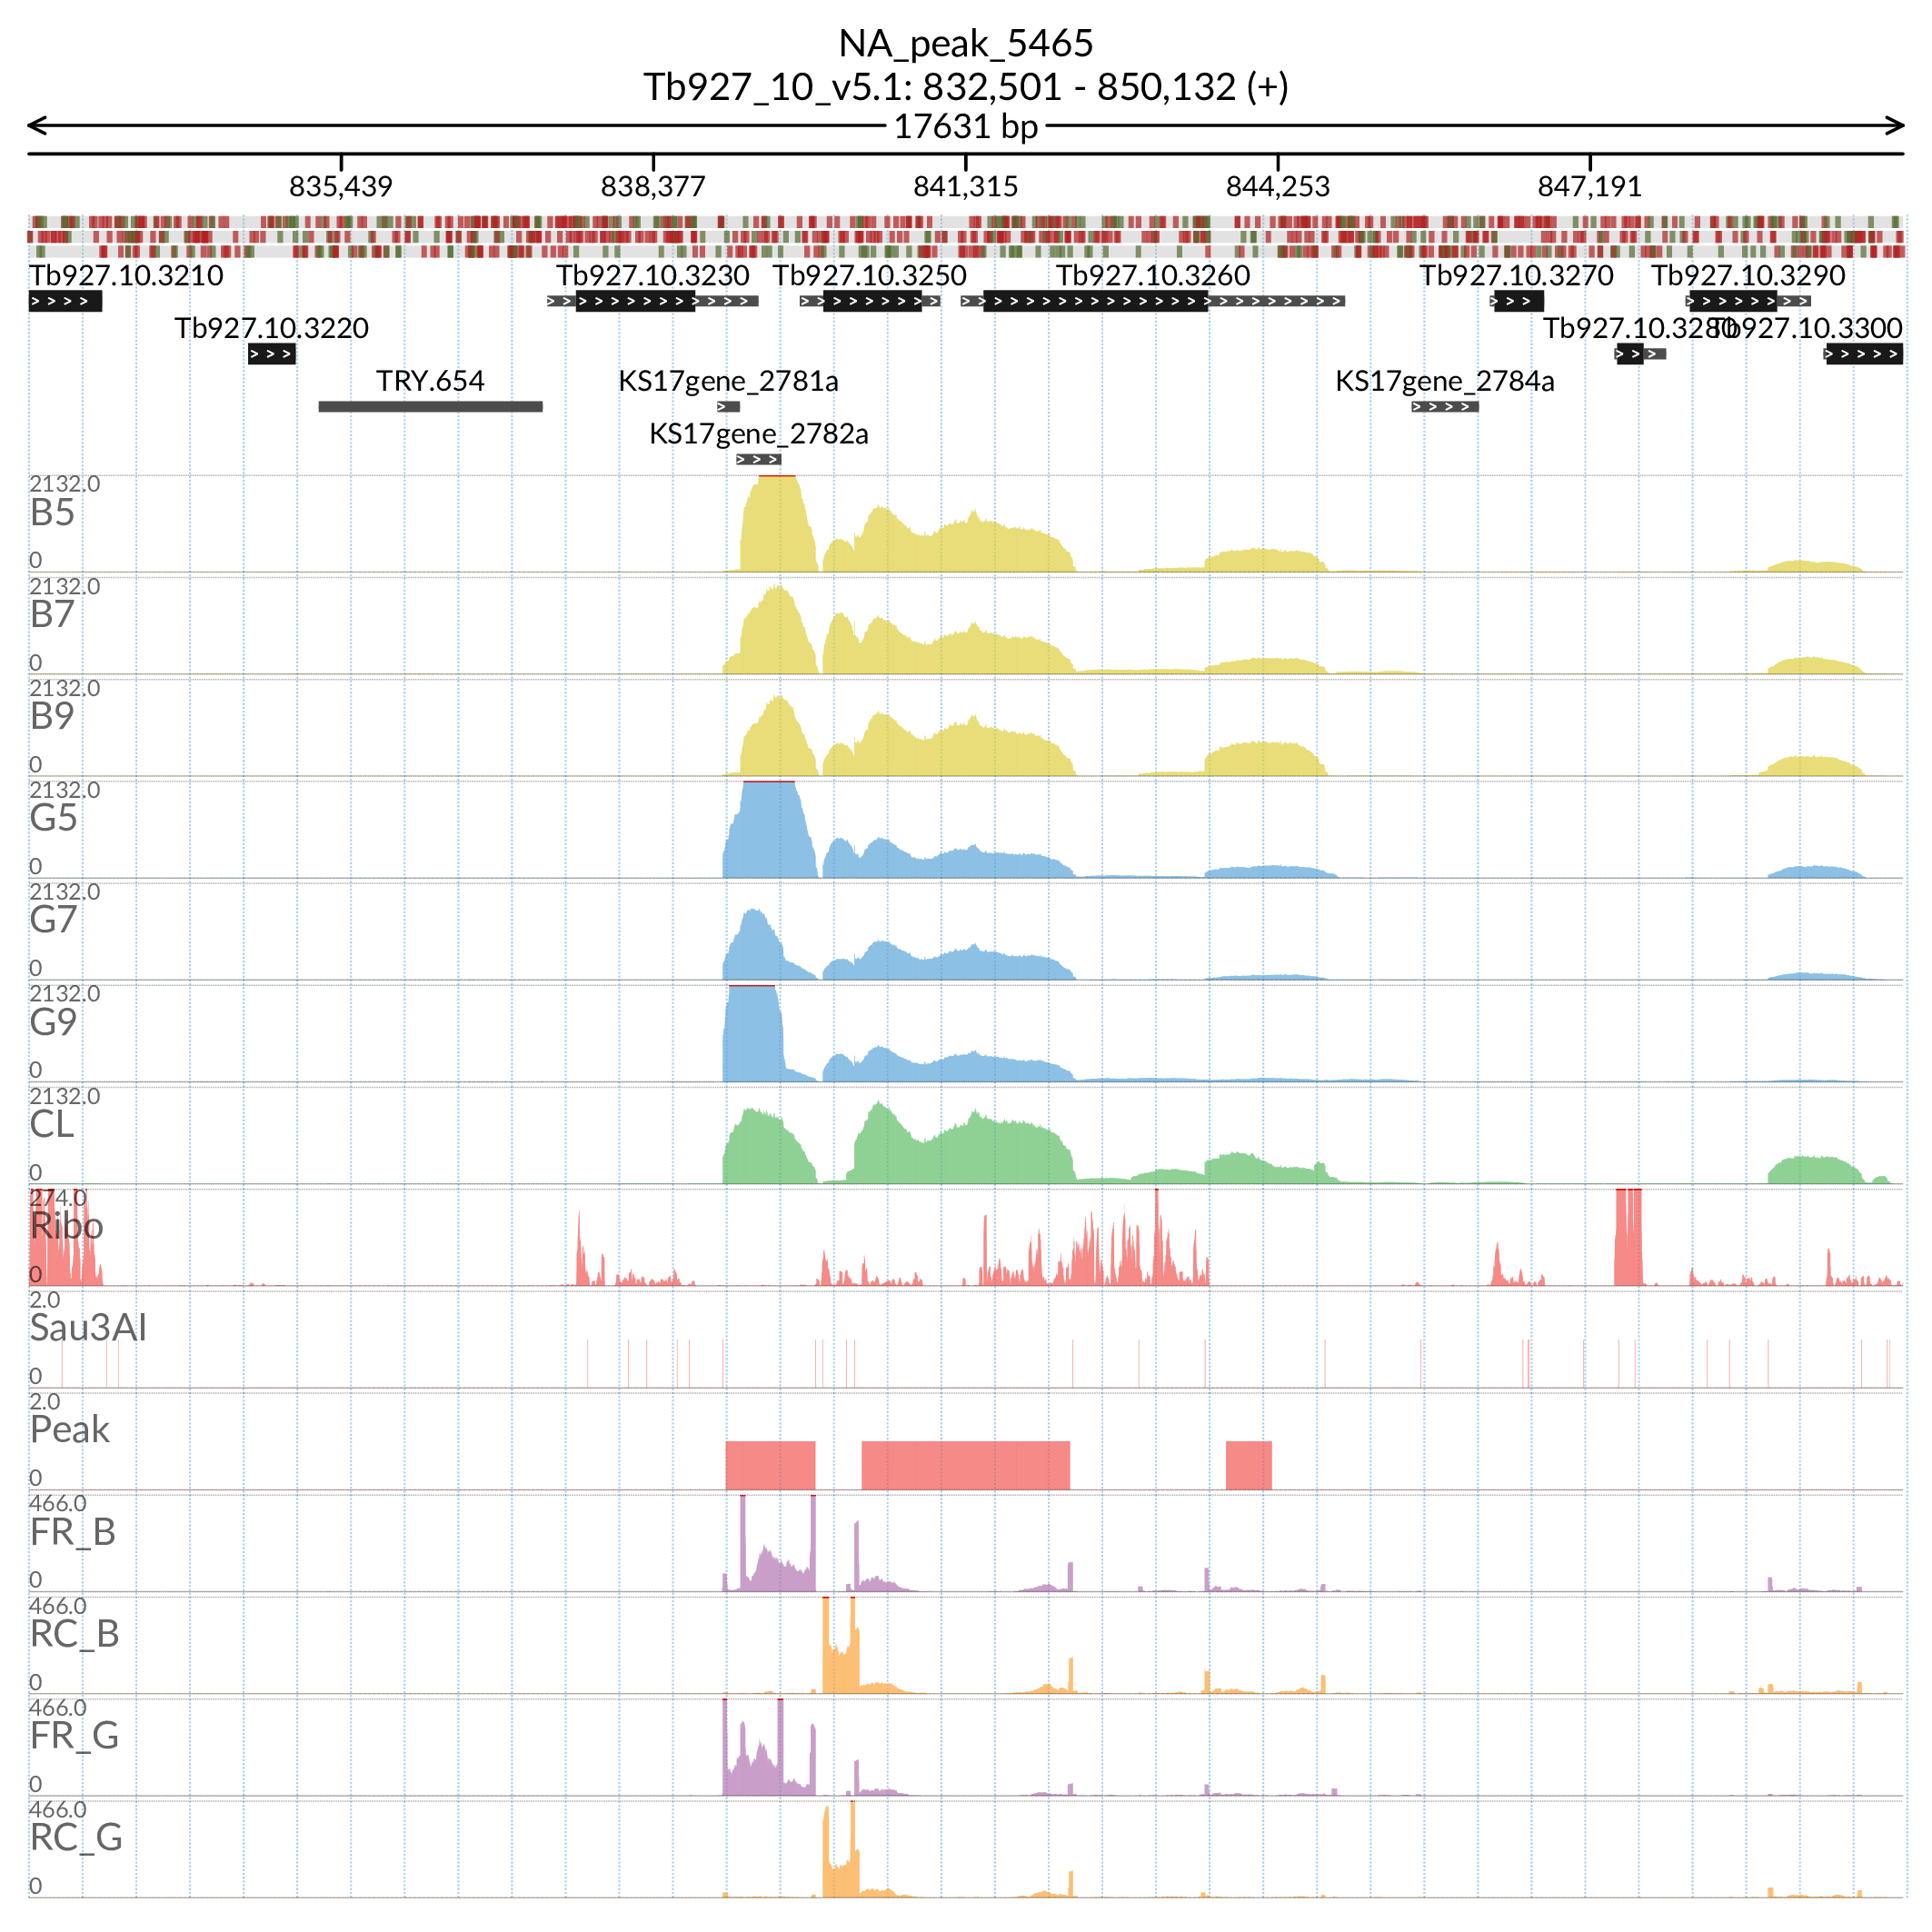 NA_peak_5465
Tb927_10_v5.1: 832,501 - 850,132 (+)
17631 bp
835,439 838,377 841,315 844,253 847,191
Tb927.10.3210 Tb927.10.3230 Tb927.10.3250 Tb927.10.3260 Tb927.10.3270 Tb927.10.3290
Tb927.10.3220 Tb927.10.3280 Tb927.10.3300
TRY.654 KS17gene_2781a KS17gene_2784a
KS17gene_2782a
2132.0
B5
0
2132.0
B7
0
2132.0
B9
0
2132.0
G5
0
2132.0
G7
0
2132.0
G9
0
2132.0
CL
0
274.0
Ribo
0
2.0
Sau3AI
0
2.0
Peak
0
466.0
FR_B
0
466.0
RC_B
0
466.0
FR_G
0
466.0
RC_G
0